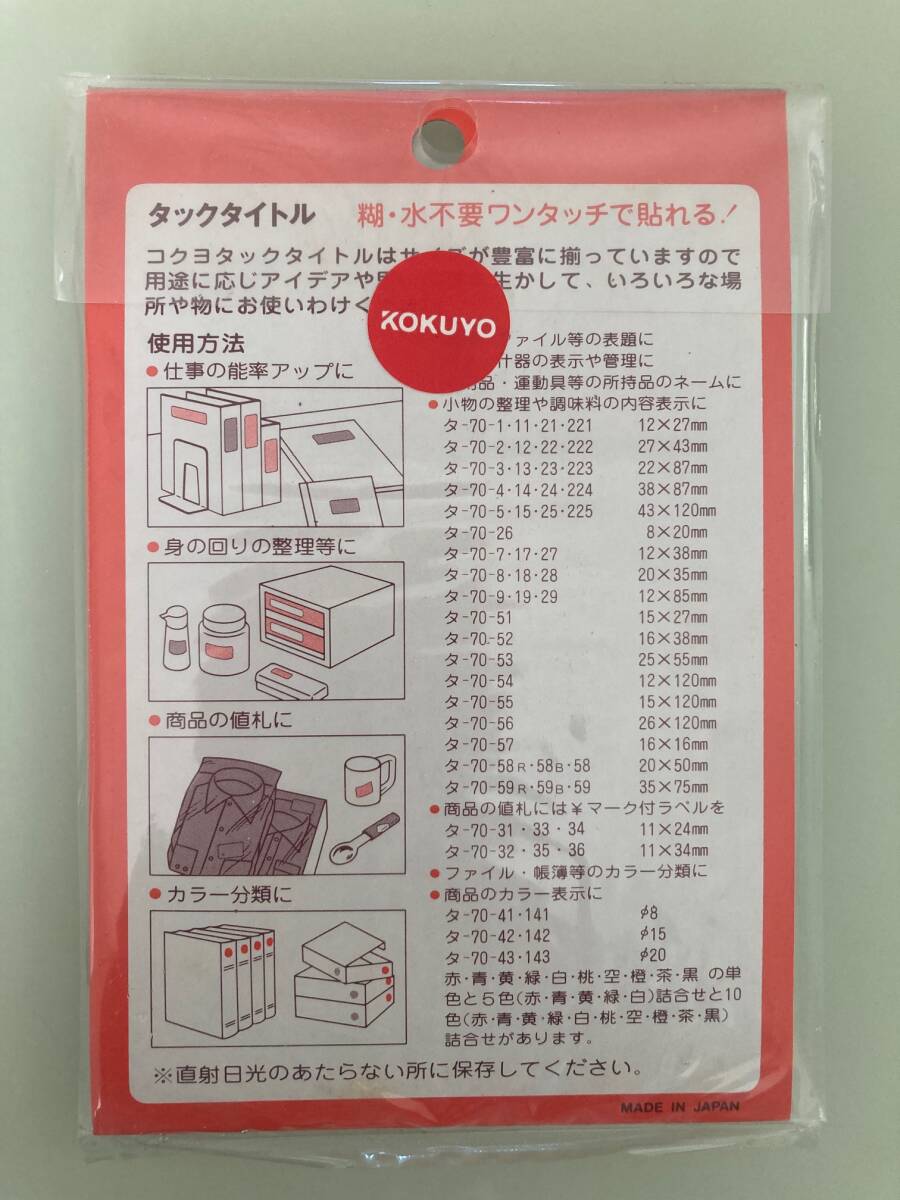 タックタイトル 糊・水不要ワンタッチで貼れる!
コクヨタックタイトルはサイズが豊富に揃っていますので
用途に応じアイデアや 生かして、いろいろな場
所や物にお使いわけく
KOKUYO
使用方法
●仕事の能率アップに
●身の回りの整理等に
●商品の値札に
●カラー分類に
ァイル等の表題に
什器の表示や管理に
品・運動具等の所持品のネームに
●小物の整理や調味料の内容表示に
タ-70-1・11・21・221 12×27mm
タ-70-2・12・22・222 27×43mm
タ-70-3・13・23・223 22×87mm
タ-70-4・14・24・224 38×87mm
タ-70-5・15・25・225 43×120mm
タ-70-26 8×20mm
タ-70-7・17・27 12×38mm
タ-70-8・18・28 20×35mm
タ-70-9・19・29 12×85mm
タ-70-51 15×27mm
タ-70-52 16×38mm
タ-70-53 25×55mm
タ-70-54 12×120mm
タ-70-55 15×120mm
タ-70-56 26×120mm
タ-70-57 16×16mm
タ-70-58R・58B・58 20×50mm
タ-70-59R・59B・59 35×75mm
●商品の値札には¥マーク付ラベルを
タ-70-31・33・34 11×24mm
タ-70-32・35・36 11×34mm
●ファイル・帳簿等のカラー分類に
●商品のカラー表示に
タ-70-41・141 φ8
タ-70-42・142 φ15
タ-70-43・143 φ20
赤・青・黄・緑・白・桃・空・橙・茶・黒 の単
色と5色(赤・青・黄・緑・白)詰合せと10
色(赤・青・黄・緑・白・桃・空・橙・茶・黒)
詰合せがあります。
※直射日光のあたらない所に保存してください。
MADE IN JAPAN